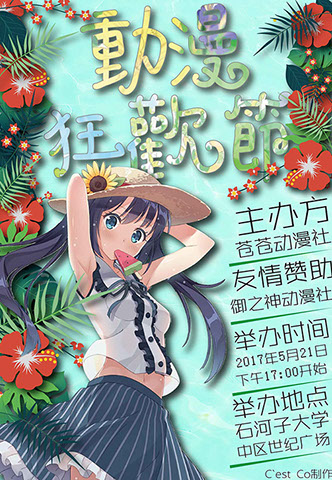 動漫
狂歡節
主办方
苍苍动漫社
友情赞助
御之神动漫社
举办时间
2017年5月21日
下午17:00开始
举办地点
石河子大学
中区世纪广场
C'est Co制作